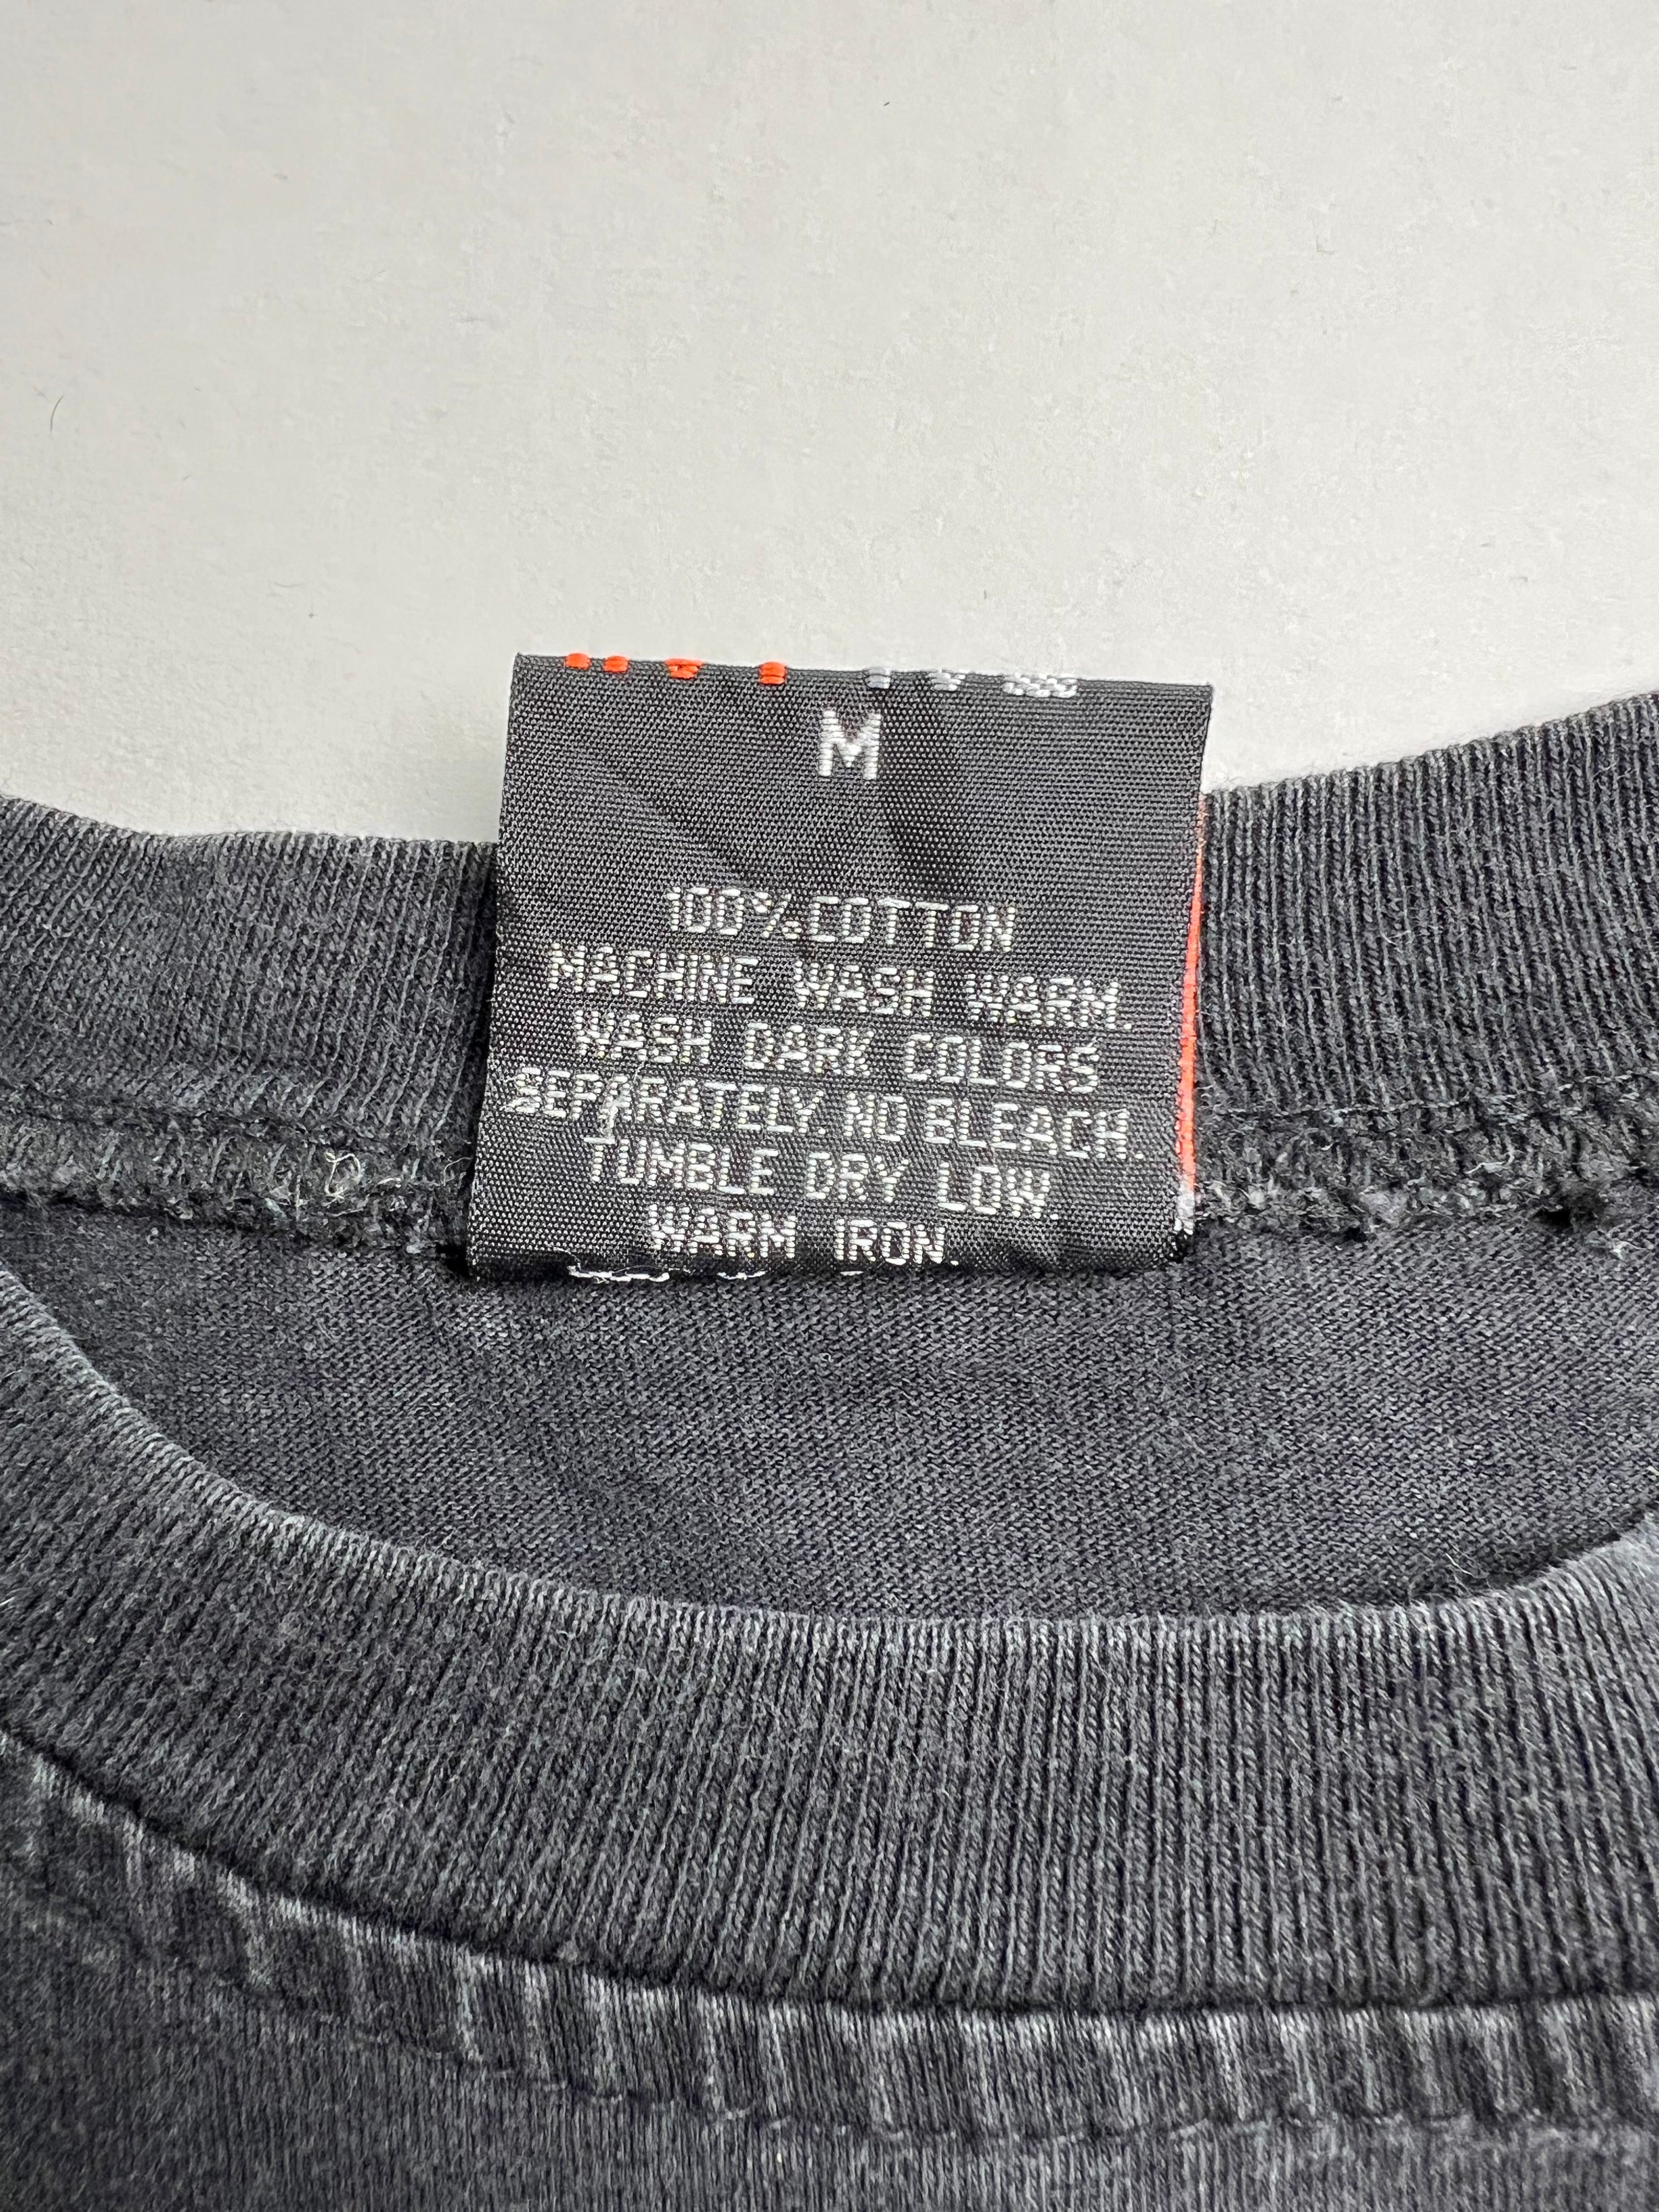 M
100% COTTON
MACHINE WASH WARM.
WASH DARK COLORS
SEPARATELY. NO BLEACH.
TUMBLE DRY LOW.
WARM IRON.